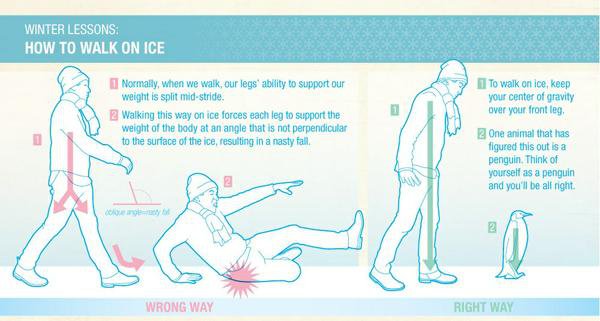 WINTER LESSONS:
HOW TO WALK ON ICE
1 Normally, when we walk, our legs' ability to support our
weight is split mid-stride.
2 Walking this way on ice forces each leg to support the
weight of the body at an angle that is not perpendicular
to the surface of the ice, resulting in a nasty fall.
1
oblique angle=nasty fall
2
WRONG WAY
1 To walk on ice, keep
your center of gravity
over your front leg.
2 One animal that has
figured this out is a
penguin. Think of
yourself as a penguin
and you'll be all right.
1
2
RIGHT WAY